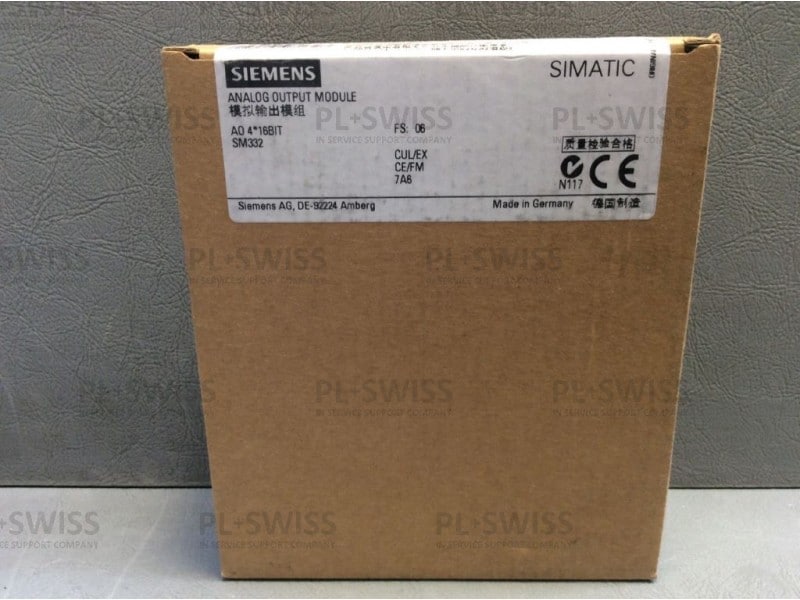 SIEMENS
SIMATIC
ANALOG OUTPUT MODULE
模拟输出模组
AO 4*16BIT
FS: 06
SM332
CUL/EX
CE/FM
7A6
质量检验合格
N117
CE
Siemens AG, DE-92224 Amberg
Made in Germany
德国制造
PL+SWISS
IN SERVICE SUPPORT COMPANY